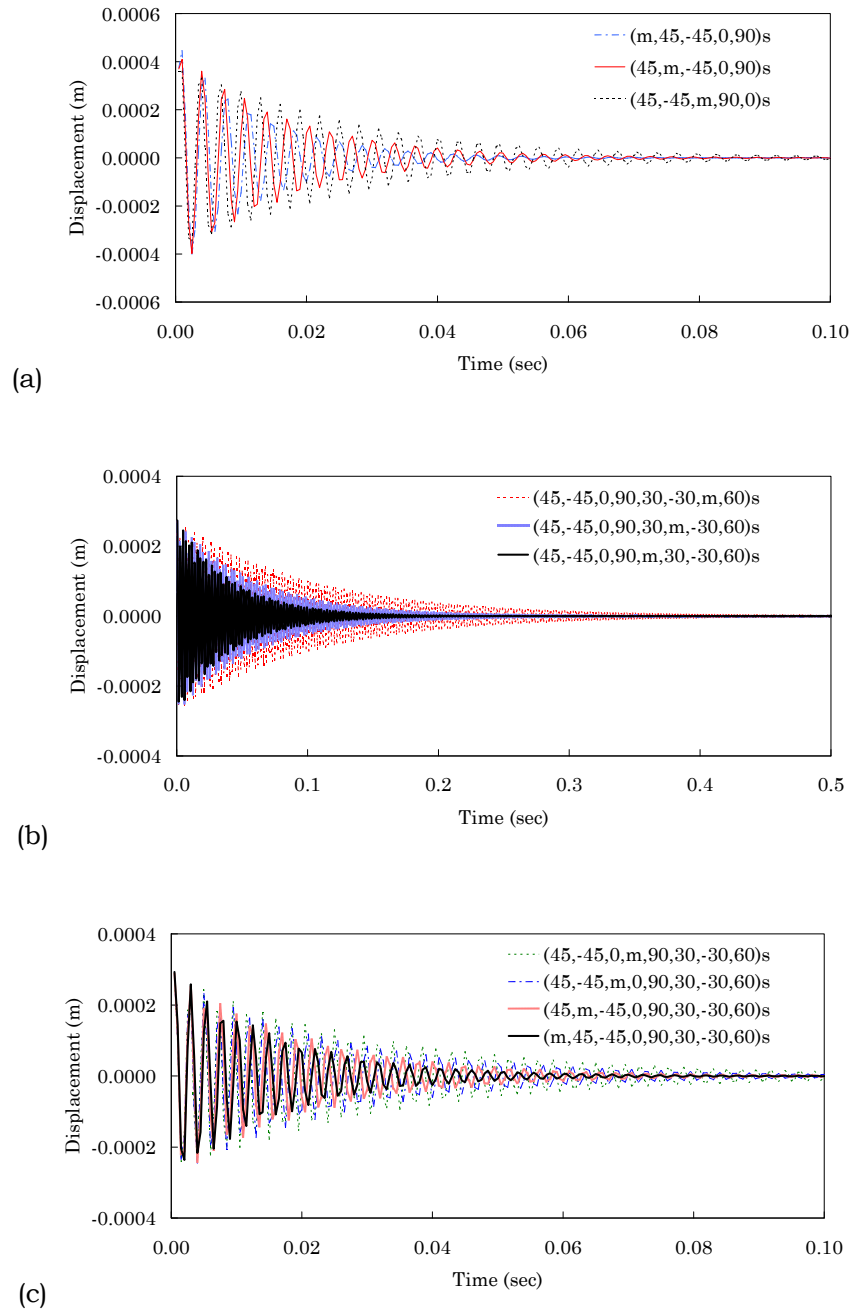 0.0006
(m,45,-45,0,90)s
0.0004
(45,m,-45,0,90)s
0.0002
(45,-45,m,90,0)s
0.0000
-0.0002
-0.0004
-0.0006
Displacement (m)
0.00 0.02 0.04 0.06 0.08 0.10
Time (sec)
(a)
0.0004
(45,-45,0,90,30,-30,m,60)s
0.0002
(45,-45,0,90,30,m,-30,60)s
(45,-45,0,90,m,30,-30,60)s
0.0000
-0.0002
-0.0004
Displacement (m)
0.0 0.1 0.2 0.3 0.4 0.5
Time (sec)
(b)
0.0004
(45,-45,0,m,90,30,-30,60)s
(45,-45,m,0,90,30,-30,60)s
0.0002
(45,m,-45,0,90,30,-30,60)s
(m,45,-45,0,90,30,-30,60)s
0.0000
-0.0002
-0.0004
Displacement (m)
0.00 0.02 0.04 0.06 0.08 0.10
Time (sec)
(c)